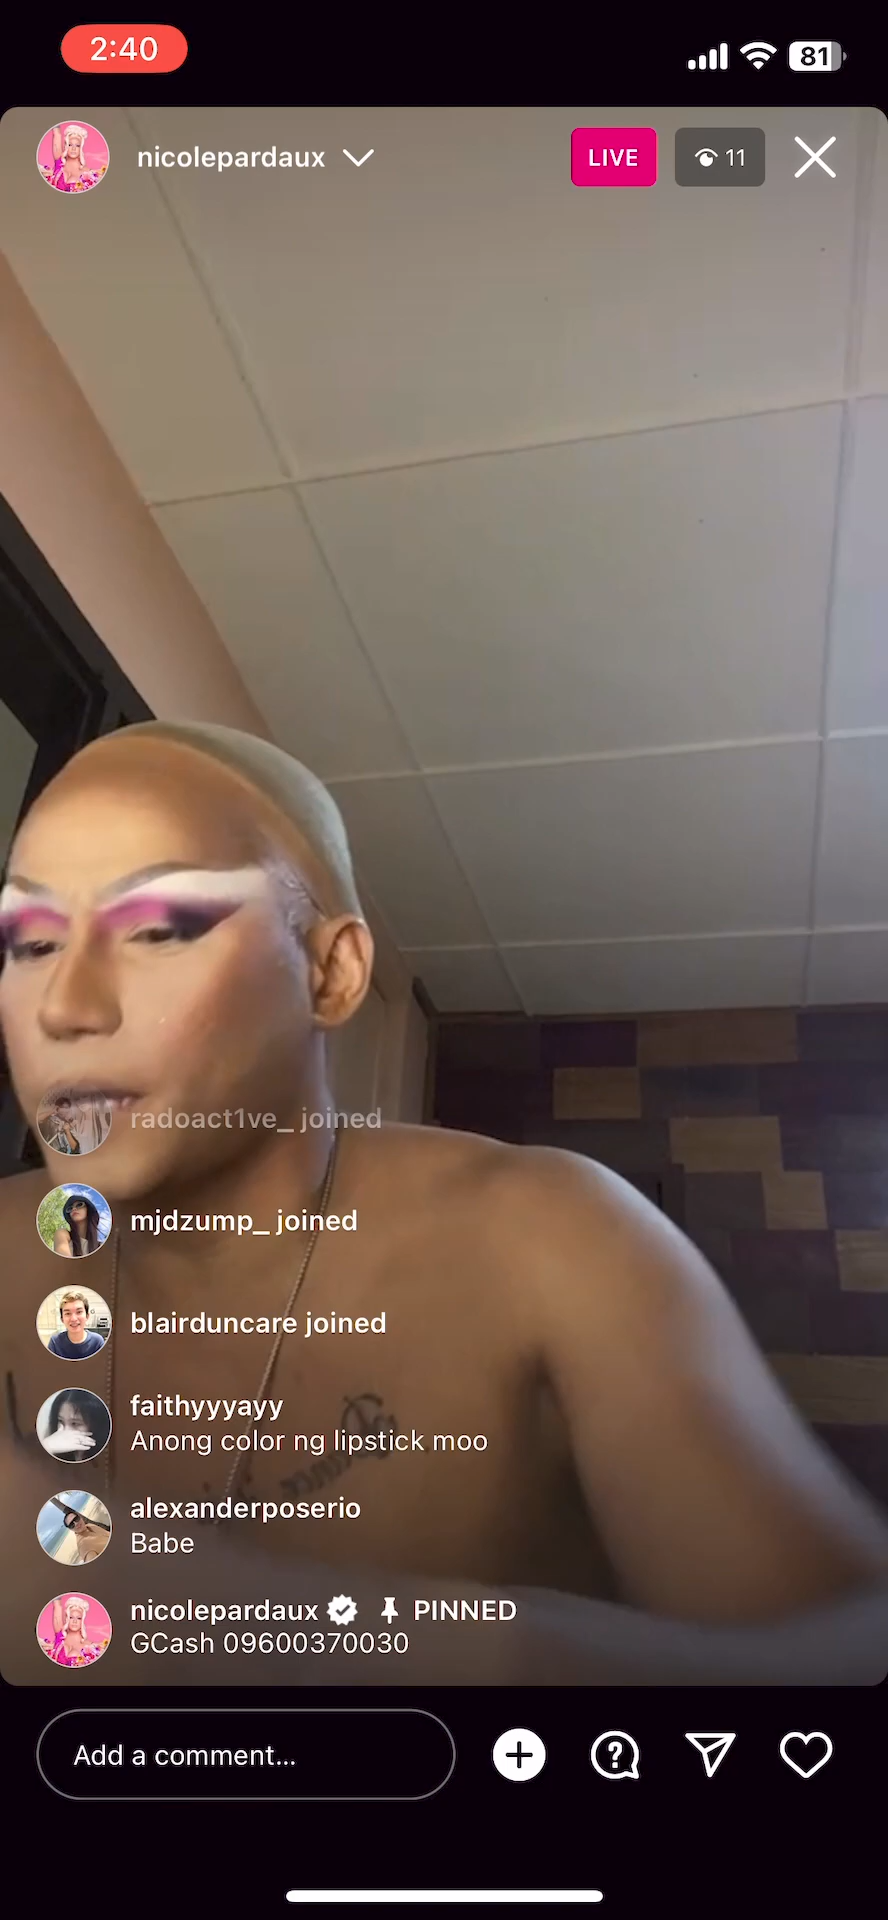 2:40
81
nicolepardaux
LIVE
11
radoact1ve_ joined
mjdzump_ joined
blairduncare joined
faithyyyayy
Anong color ng lipstick moo
alexanderposerio
Babe
nicolepardaux PINNED
GCash 09600370030
Add a comment...